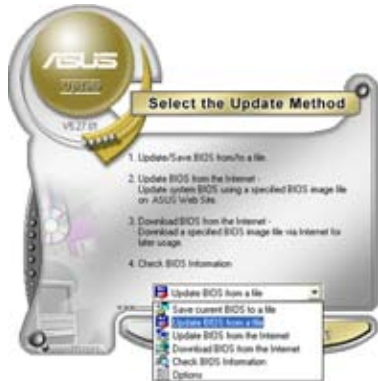 ASUS
Update
V6.27.01
Select the Update Method
1. Update/Save BIOS from/to a file.
2. Update BIOS from the Internet -
Update system BIOS using a specified BIOS image file
on ASUS Web Site.
3. Download BIOS from the Internet -
Download a specified BIOS image file via Internet for
later usage.
4. Check BIOS Information
Update BIOS from a file
Save current BIOS to a file
Update BIOS from a file
Update BIOS from the Internet
Download BIOS from the Internet
Check BIOS Information
Options